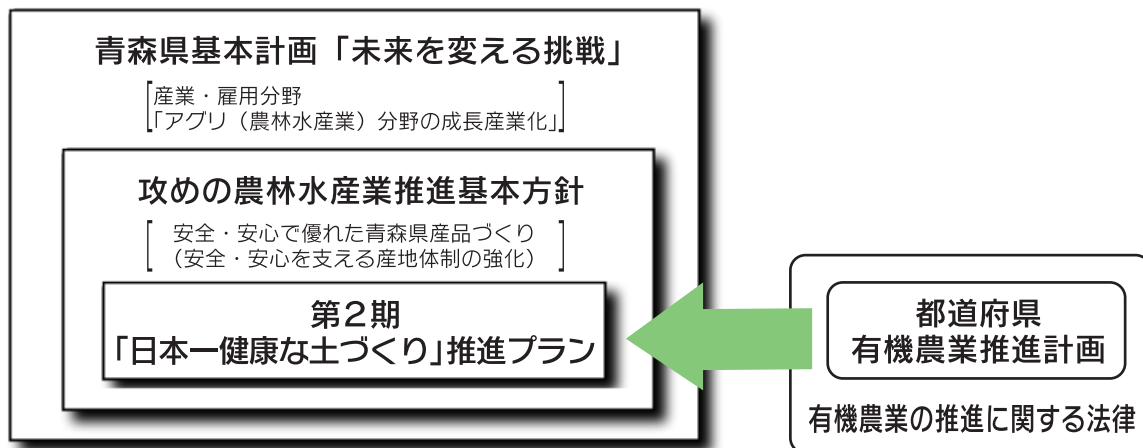 青森県基本計画「未来を変える挑戦」
産業・雇用分野
「アグリ（農林水産業）分野の成長産業化」
攻めの農林水産業推進基本方針
安全・安心で優れた青森県産品づくり
（安全・安心を支える産地体制の強化）
第２期
「日本一健康な土づくり」推進プラン
都道府県
有機農業推進計画
有機農業の推進に関する法律